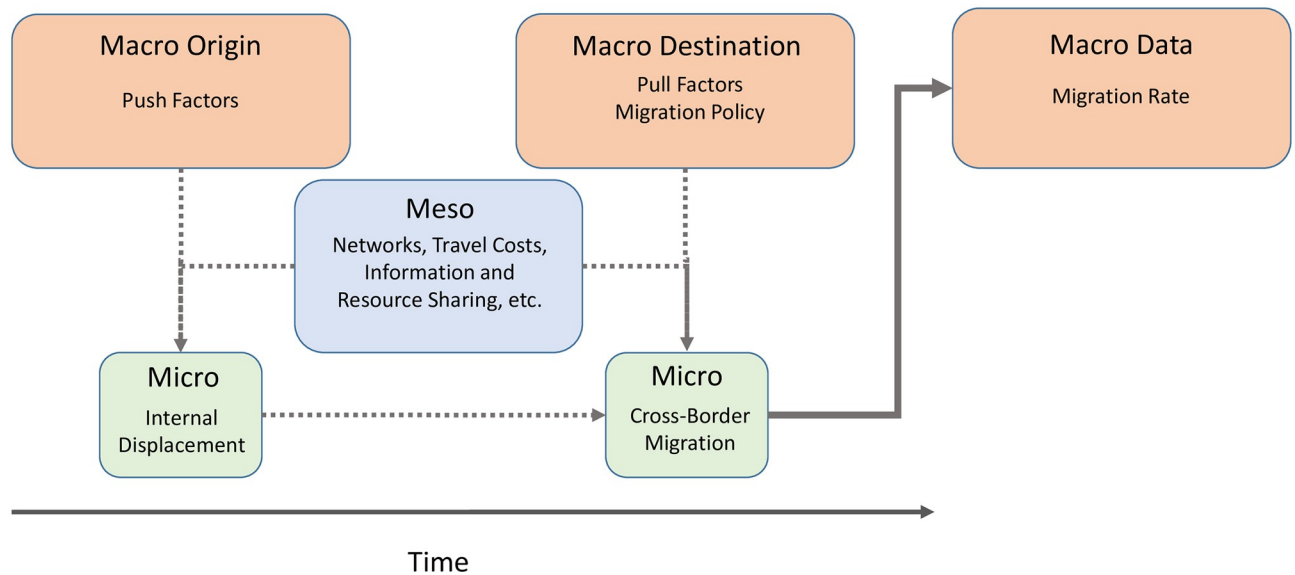 Macro Origin
Push Factors
Macro Destination
Pull Factors
Migration Policy
Macro Data
Migration Rate
Meso
Networks, Travel Costs,
Information and
Resource Sharing, etc.
Micro
Internal
Displacement
Micro
Cross-Border
Migration
Time